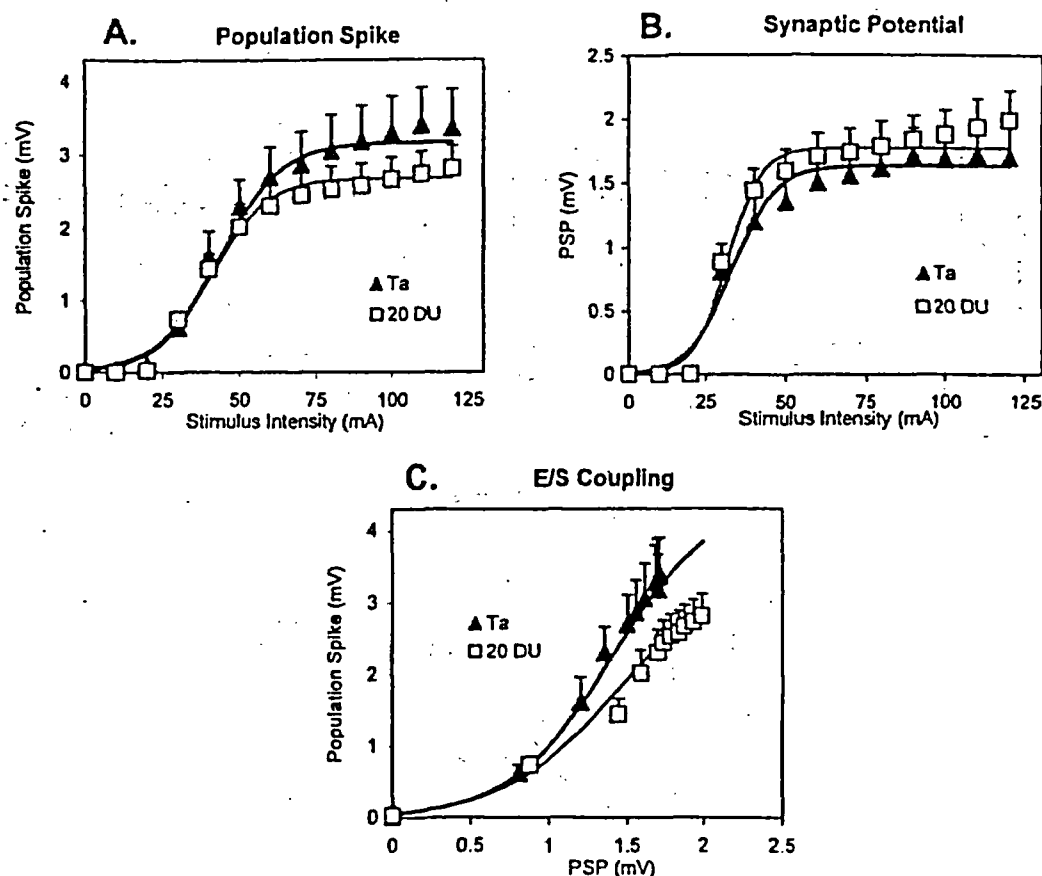 A. Population Spike
Population Spike (mV)
4
3
2
1
0
▲ Ta
□ 20 DU
0 25 50 75 100 125
Stimulus Intensity (mA)
B. Synaptic Potential
PSP (mV)
2.5
2
1.5
1
0.5
0
▲ Ta
□ 20 DU
0 25 50 75 100 125
Stimulus Intensity (mA)
C. E/S Coupling
Population Spike (mV)
4
3
2
1
0
▲ Ta
□ 20 DU
0 0.5 1 1.5 2 2.5
PSP (mV)